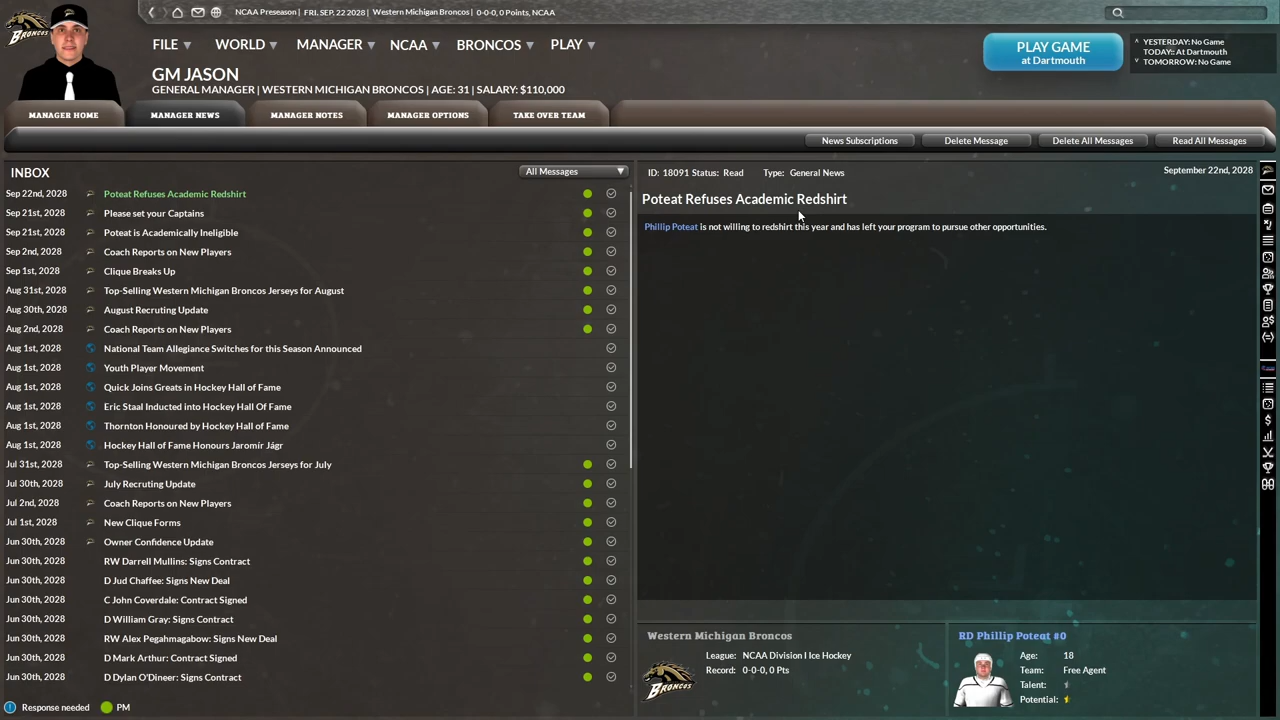 BRONCOS
NCAA Preseason | FRI. SEP. 22 2028 | Western Michigan Broncos | 0-0-0, 0 Points, NCAA
FILE WORLD MANAGER NCAA BRONCOS PLAY
PLAY GAME
at Dartmouth
YESTERDAY: No Game
TODAY:: At Dartmouth
TOMORROW: No Game
GM JASON
GENERAL MANAGER | WESTERN MICHIGAN BRONCOS | AGE: 31 | SALARY: $110,000
MANAGER HOME MANAGER NEWS MANAGER NOTES MANAGER OPTIONS TAKE OVER TEAM
News Subscriptions Delete Message Delete All Messages Read All Messages
INBOX All Messages
Sep 22nd, 2028 Poteat Refuses Academic Redshirt
Sep 21st, 2028 Please set your Captains
Sep 21st, 2028 Poteat is Academically Ineligible
Sep 2nd, 2028 Coach Reports on New Players
Sep 1st, 2028 Clique Breaks Up
Aug 31st, 2028 Top-Selling Western Michigan Broncos Jerseys for August
Aug 30th, 2028 August Recruting Update
Aug 2nd, 2028 Coach Reports on New Players
Aug 1st, 2028 National Team Allegiance Switches for this Season Announced
Aug 1st, 2028 Youth Player Movement
Aug 1st, 2028 Quick Joins Greats in Hockey Hall of Fame
Aug 1st, 2028 Eric Staal Inducted into Hockey Hall Of Fame
Aug 1st, 2028 Thornton Honoured by Hockey Hall of Fame
Aug 1st, 2028 Hockey Hall of Fame Honours Jaromír Jágr
Jul 31st, 2028 Top-Selling Western Michigan Broncos Jerseys for July
Jul 30th, 2028 July Recruting Update
Jul 2nd, 2028 Coach Reports on New Players
Jul 1st, 2028 New Clique Forms
Jun 30th, 2028 Owner Confidence Update
Jun 30th, 2028 RW Darrell Mullins: Signs Contract
Jun 30th, 2028 D Jud Chaffee: Signs New Deal
Jun 30th, 2028 C John Coverdale: Contract Signed
Jun 30th, 2028 D William Gray: Signs Contract
Jun 30th, 2028 RW Alex Pegahmagabow: Signs New Deal
Jun 30th, 2028 D Mark Arthur: Contract Signed
Jun 30th, 2028 D Dylan O'Dineer: Signs Contract
Response needed PM
ID: 18091 Status: Read Type: General News September 22nd, 2028
Poteat Refuses Academic Redshirt
Phillip Poteat is not willing to redshirt this year and has left your program to pursue other opportunities.
Western Michigan Broncos
League: NCAA Division I Ice Hockey
Record: 0-0-0, 0 Pts
BRONCOS
RD Phillip Poteat #0
Age: 18
Team: Free Agent
Talent:
Potential: